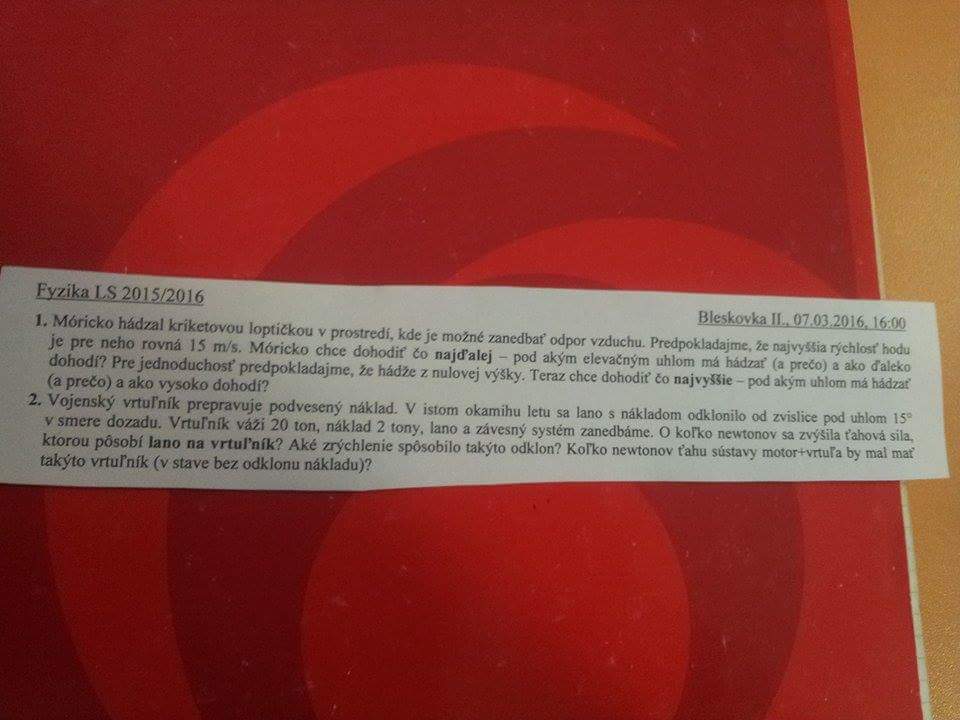 Fyzika LS 2015/2016
Bleskovka II., 07.03.2016, 16:00
1. Móricko hádzal kriketovou loptičkou v prostredí, kde je možné zanedbať odpor vzduchu. Predpokladajme, že najvyššia rýchlosť hodu
je pre neho rovná 15 m/s. Móricko chce dohodiť čo najďalej – pod akým elevačným uhlom má hádzať (a prečo) a ako ďaleko
dohodí? Pre jednoduchosť predpokladajme, že hádže z nulovej výšky. Teraz chce dohodiť čo najvyššie – pod akým uhlom má hádzať
(a prečo) a ako vysoko dohodí?
2. Vojenský vrtuľník prepravuje podvesený náklad. V istom okamihu letu sa lano s nákladom odklonilo od zvislice pod uhlom 15°
v smere dozadu. Vrtuľník váži 20 ton, náklad 2 tony, lano a závesný systém zanedbáme. O koľko newtonov sa zvýšila ťahová sila,
ktorou pôsobí lano na vrtuľník? Aké zrýchlenie spôsobilo takýto odklon? Koľko newtonov ťahu sústavy motor+vrtuľa by mal mať
takýto vrtuľník (v stave bez odklonu nákladu)?